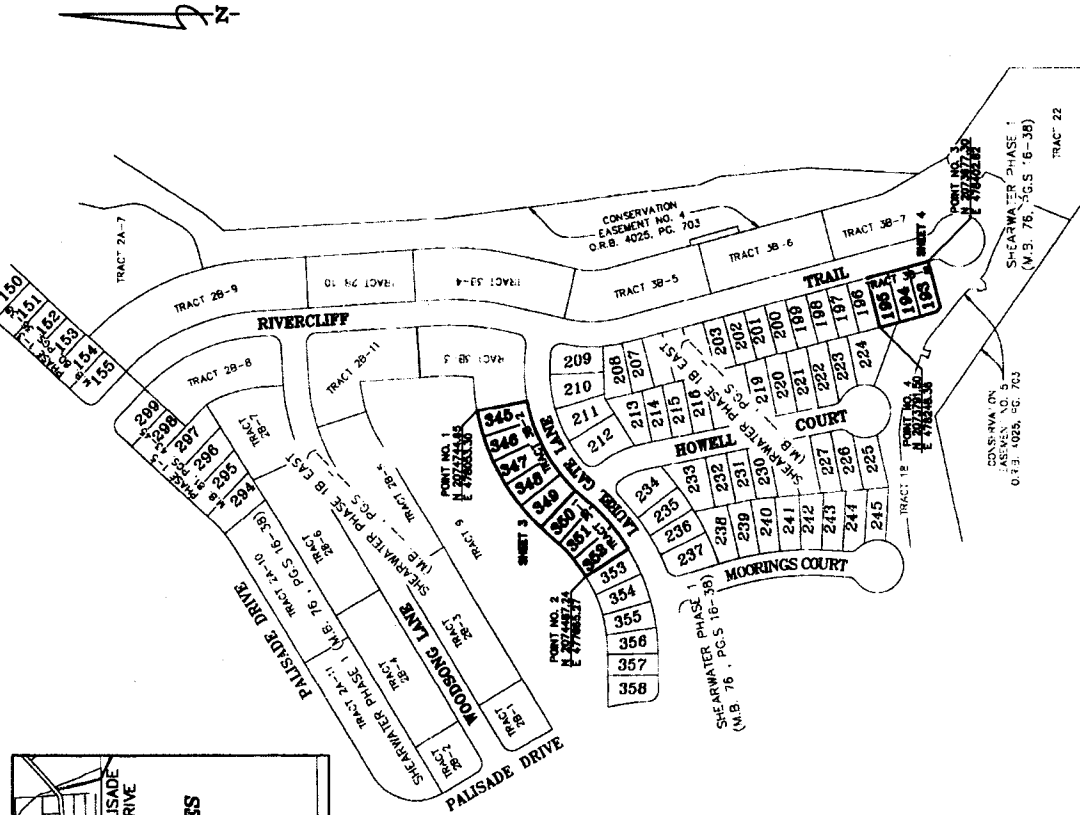 -Z-
TRACT 2A-7
150
151
152
153
154
155
TRACT 2B-9
TRACT 2B-8
RIVERCLIFF
TRACT 2B 10
TRACT 3B-4
CONSERVATION
EASEMENT NO. 4
O.R.B. 4025, PG. 703
TRACT 3B-5
TRACT 3B-6
TRACT 3B-7
TRAIL
SHEET 4
POINT NO. 3
SHEARWATER PHASE 1
(M.B. 76, PG.S 16-38)
TRACT 22
299
298
297
296
295
294
TRACT
2B-7
TRACT 2B-11
TRACT 2A-10
TRACT
2B-6
PALISADE DRIVE
TRACT 2A-11
SHEARWATER PHASE 1 (M.B. 76, PG.S 16-38)
TRACT
2B-4
WOODSONG LANE
SHEARWATER PHASE 1B EAST
TRACT
2B-3
TRACT 9
TRACT
2B-2
TRACT
2B-1
PALISADE DRIVE
POINT NO. 1
SHEET 3
POINT NO. 2
345
346
347
348
349
350
351
352
353
354
355
356
357
358
LAUREL GATE LANE
209
210
211
212
208
207
213
214
215
216
203
202
201
200
199
198
197
196
195
194
193
219
220
221
222
223
224
SHEARWATER PHASE 1B EAST
HOWELL COURT
234
235
236
237
233
232
231
230
227
226
225
238
239
240
241
242
243
244
245
MOORINGS COURT
SHEARWATER PHASE 1
(M.B. 76, PG.S 16-38)
TRACT 18
POINT NO. 4
CONSERVATION
EASEMENT NO. 5
O.R.B. 4025, PG. 703